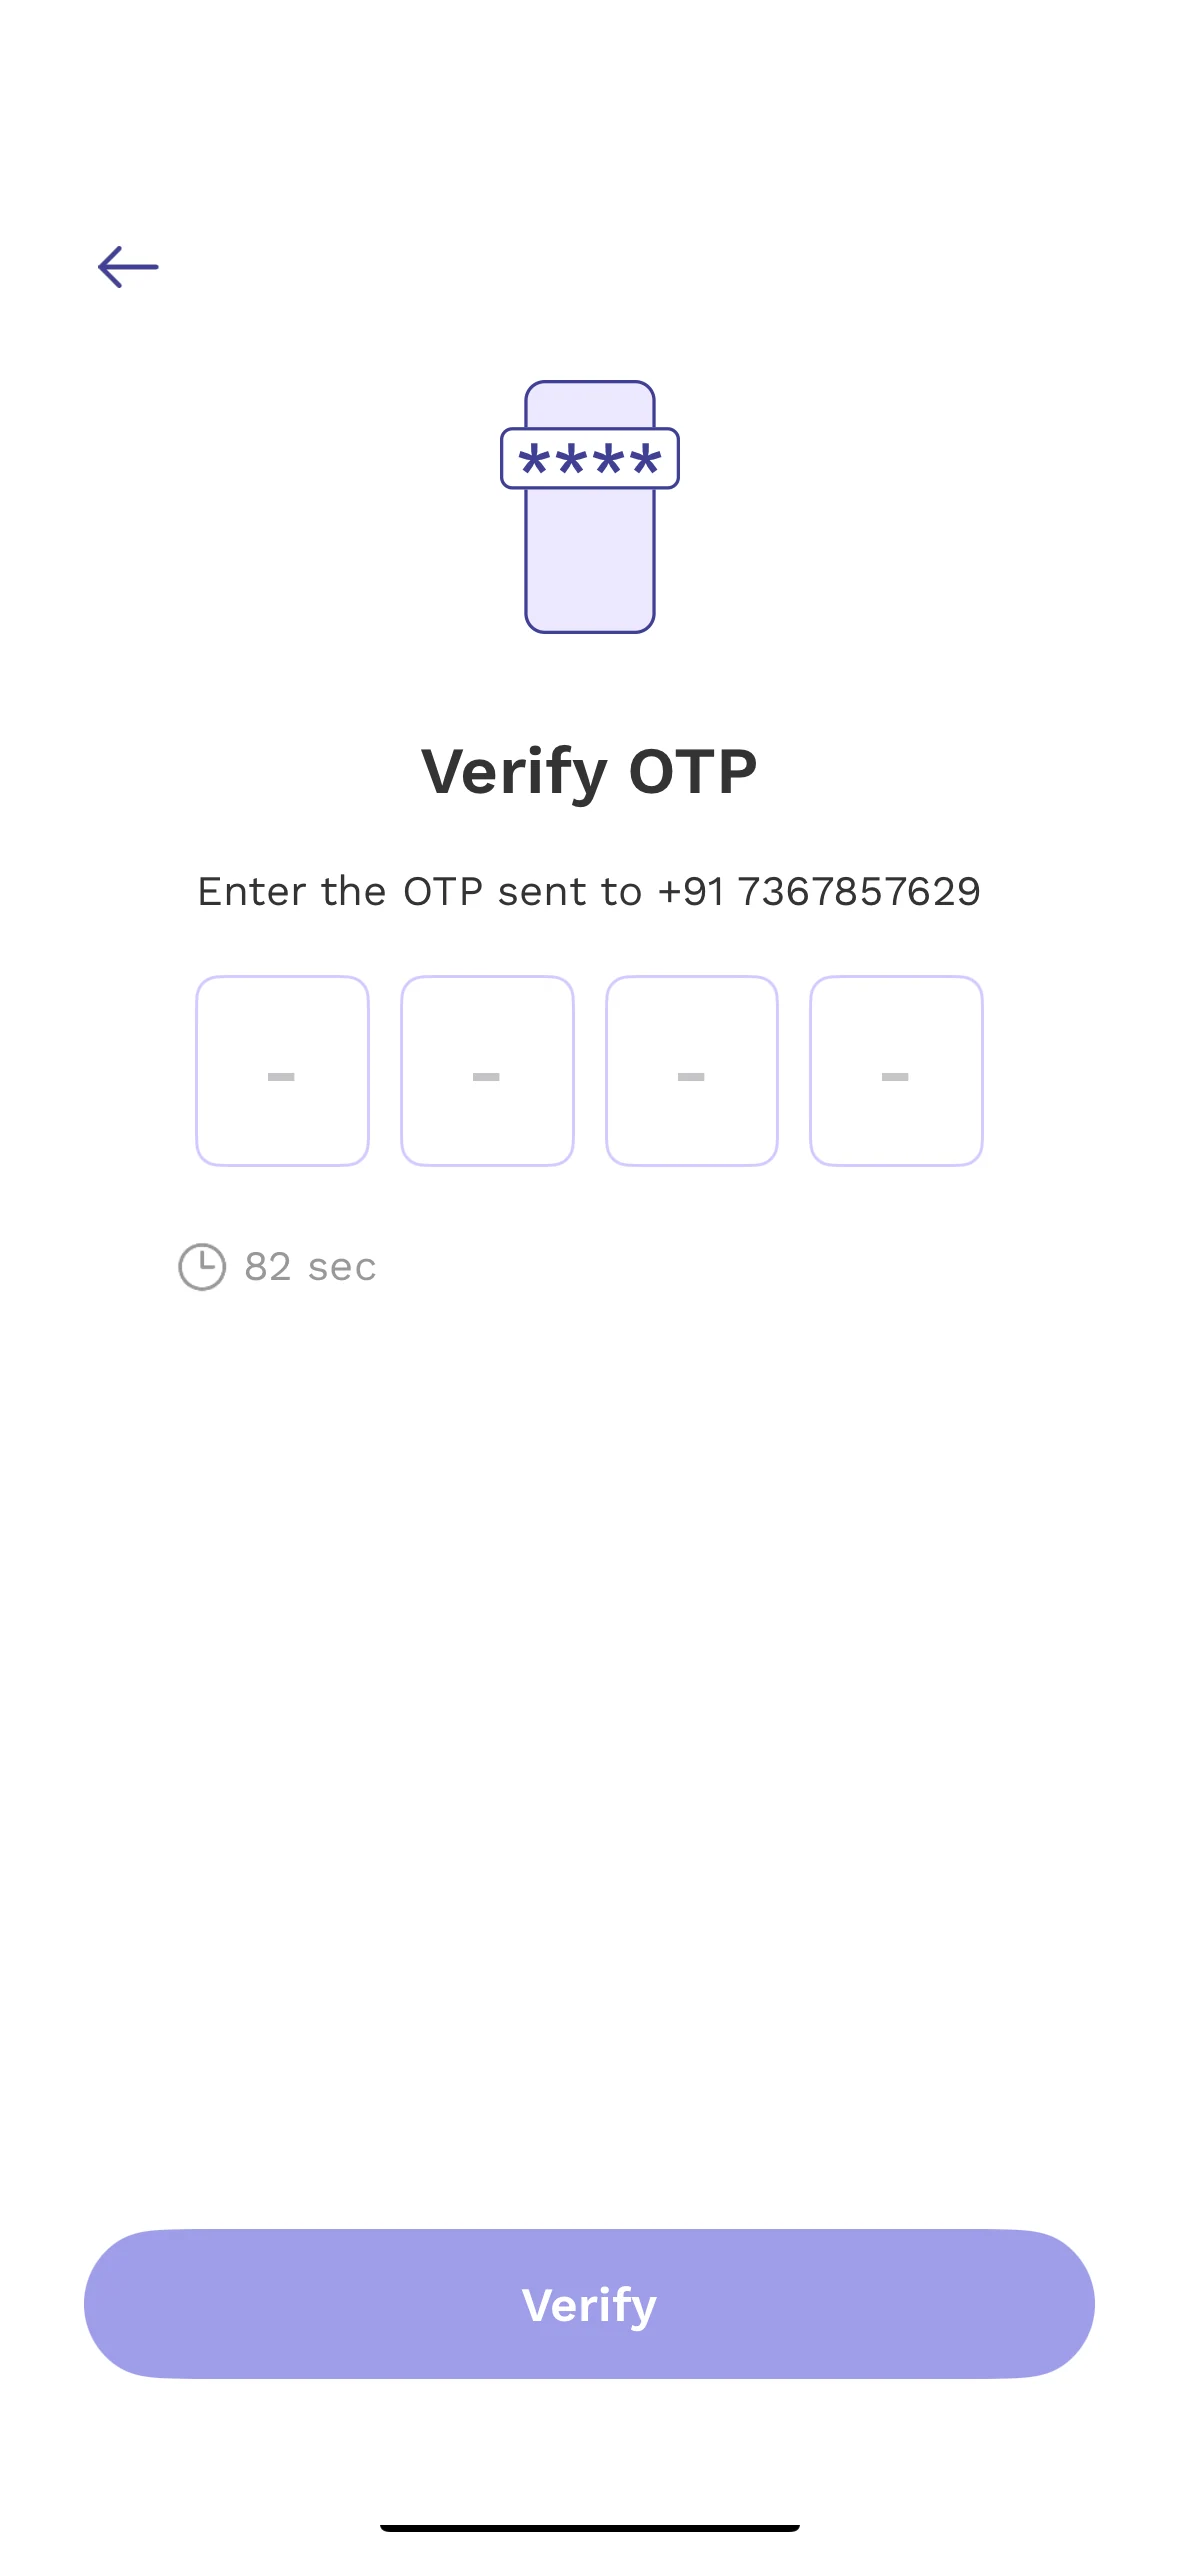 ****
Verify OTP
Enter the OTP sent to +91 7367857629
- - - -
82 sec
Verify